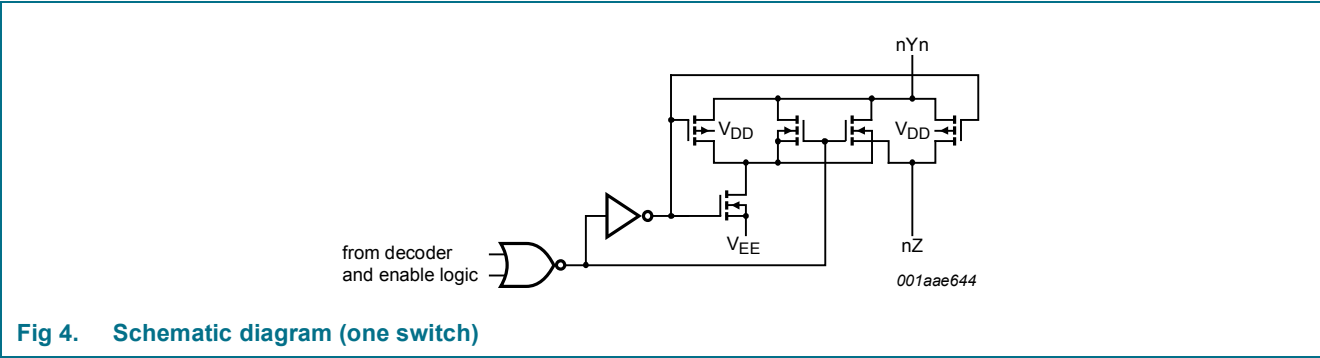 nYn
VDD
VDD
VEE
nZ
from decoder
and enable logic
001aae644
Fig 4. Schematic diagram (one switch)